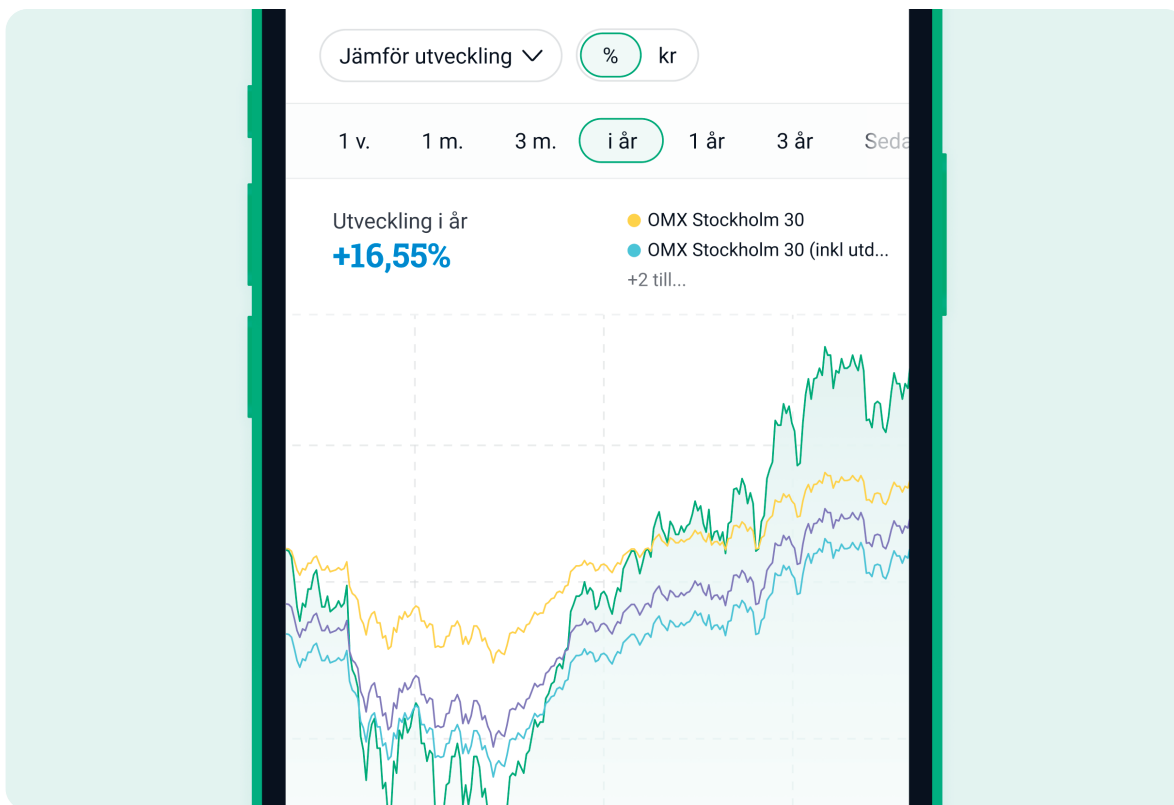 Jämför utveckling
% kr
1 v. 1 m. 3 m. i år 1 år 3 år Seda
Utveckling i år
+16,55%
OMX Stockholm 30
OMX Stockholm 30 (inkl utd...
+2 till...